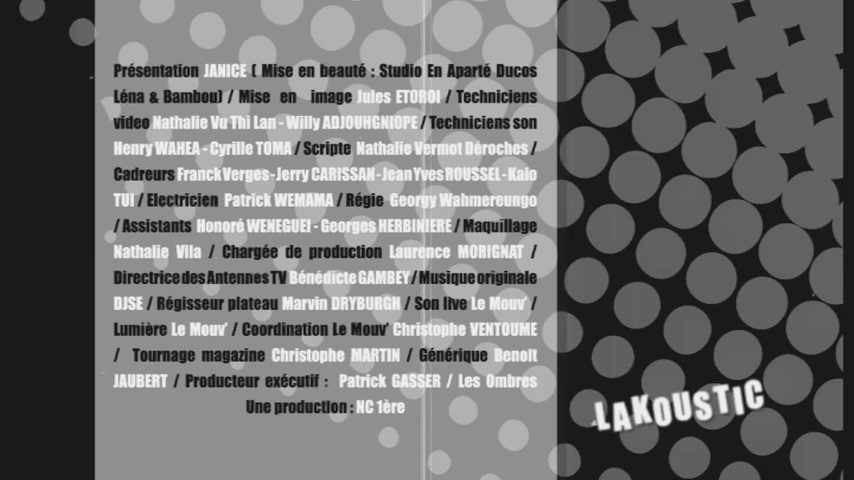 Présentation JANICE ( Mise en beauté : Studio En Aparté Ducos
Léna & Bambou) / Mise en image Jules ETOROI / Techniciens
video Nathalie Vu Thi Lan - Willy ADJOUHGNIOPE / Techniciens son
Henry WAHEA - Cyrille TOMA / Scripte Nathalie Vermot Déroches /
Cadreurs Franck Verges - Jerry CARISSAN - Jean Yves ROUSSEL - Kaio
TUI / Electricien Patrick WEMAMA / Régie Georgy Wahmereungo
/ Assistants Honoré WENEGUEI - Georges HERBINIERE / Maquillage
Nathalie Vila / Chargée de production Laurence MORIGNAT /
Directrice des Antennes TV Bénédicte GAMBEY / Musique originale
DJSE / Régisseur plateau Marvin DRYBURGH / Son live Le Mouv' /
Lumière Le Mouv' / Coordination Le Mouv' Christophe VENTOUME
/ Tournage magazine Christophe MARTIN / Générique Benoit
JAUBERT / Producteur exécutif : Patrick GASSER / Les Ombres
Une production : NC 1ère
LAKOUSTIC